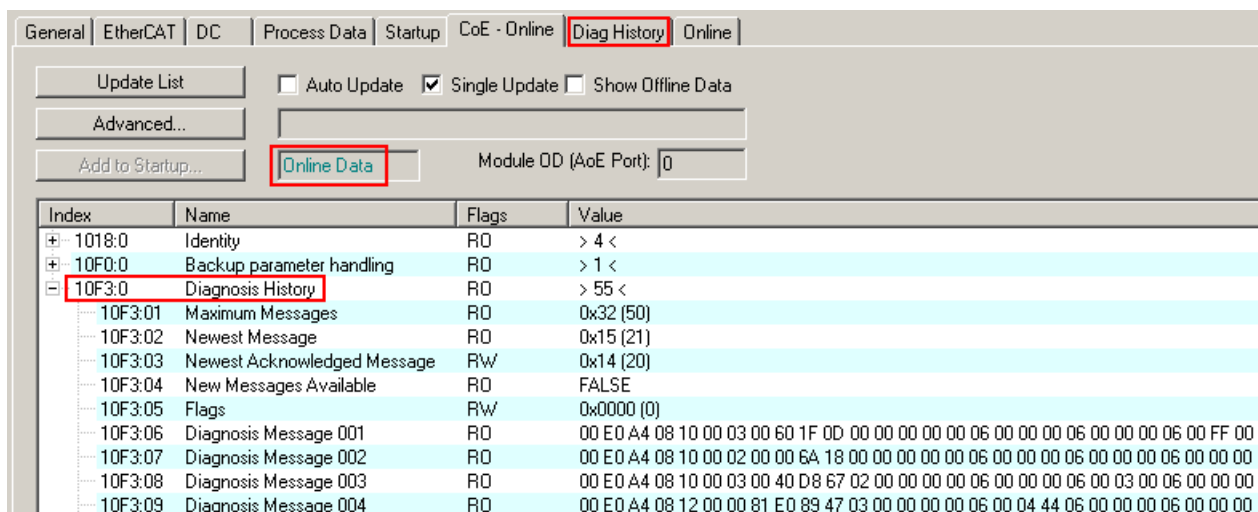 General EtherCAT DC Process Data Startup CoE - Online Diag History Online
Update List Auto Update Single Update Show Offline Data
Advanced...
Add to Startup... Online Data Module OD (AoE Port): 0
Index Name Flags Value
1018:0 Identity RO > 4 <
10F0:0 Backup parameter handling RO > 1 <
10F3:0 Diagnosis History RO > 55 <
10F3:01 Maximum Messages RO 0x32 (50)
10F3:02 Newest Message RO 0x15 (21)
10F3:03 Newest Acknowledged Message RW 0x14 (20)
10F3:04 New Messages Available RO FALSE
10F3:05 Flags RW 0x0000 (0)
10F3:06 Diagnosis Message 001 RO 00 E0 A4 08 10 00 03 00 60 1F 0D 00 00 00 00 00 06 00 00 00 06 00 00 00 06 00 FF 00
10F3:07 Diagnosis Message 002 RO 00 E0 A4 08 10 00 02 00 00 6A 18 00 00 00 00 00 06 00 00 00 06 00 00 00 06 00 00 00
10F3:08 Diagnosis Message 003 RO 00 E0 A4 08 10 00 03 00 40 D8 67 02 00 00 00 00 06 00 00 00 06 00 03 00 06 00 00 00
10F3:09 Diagnosis Message 004 RO 00 E0 A4 08 12 00 00 81 E0 89 47 03 00 00 00 00 06 00 04 44 06 00 00 00 06 00 00 00